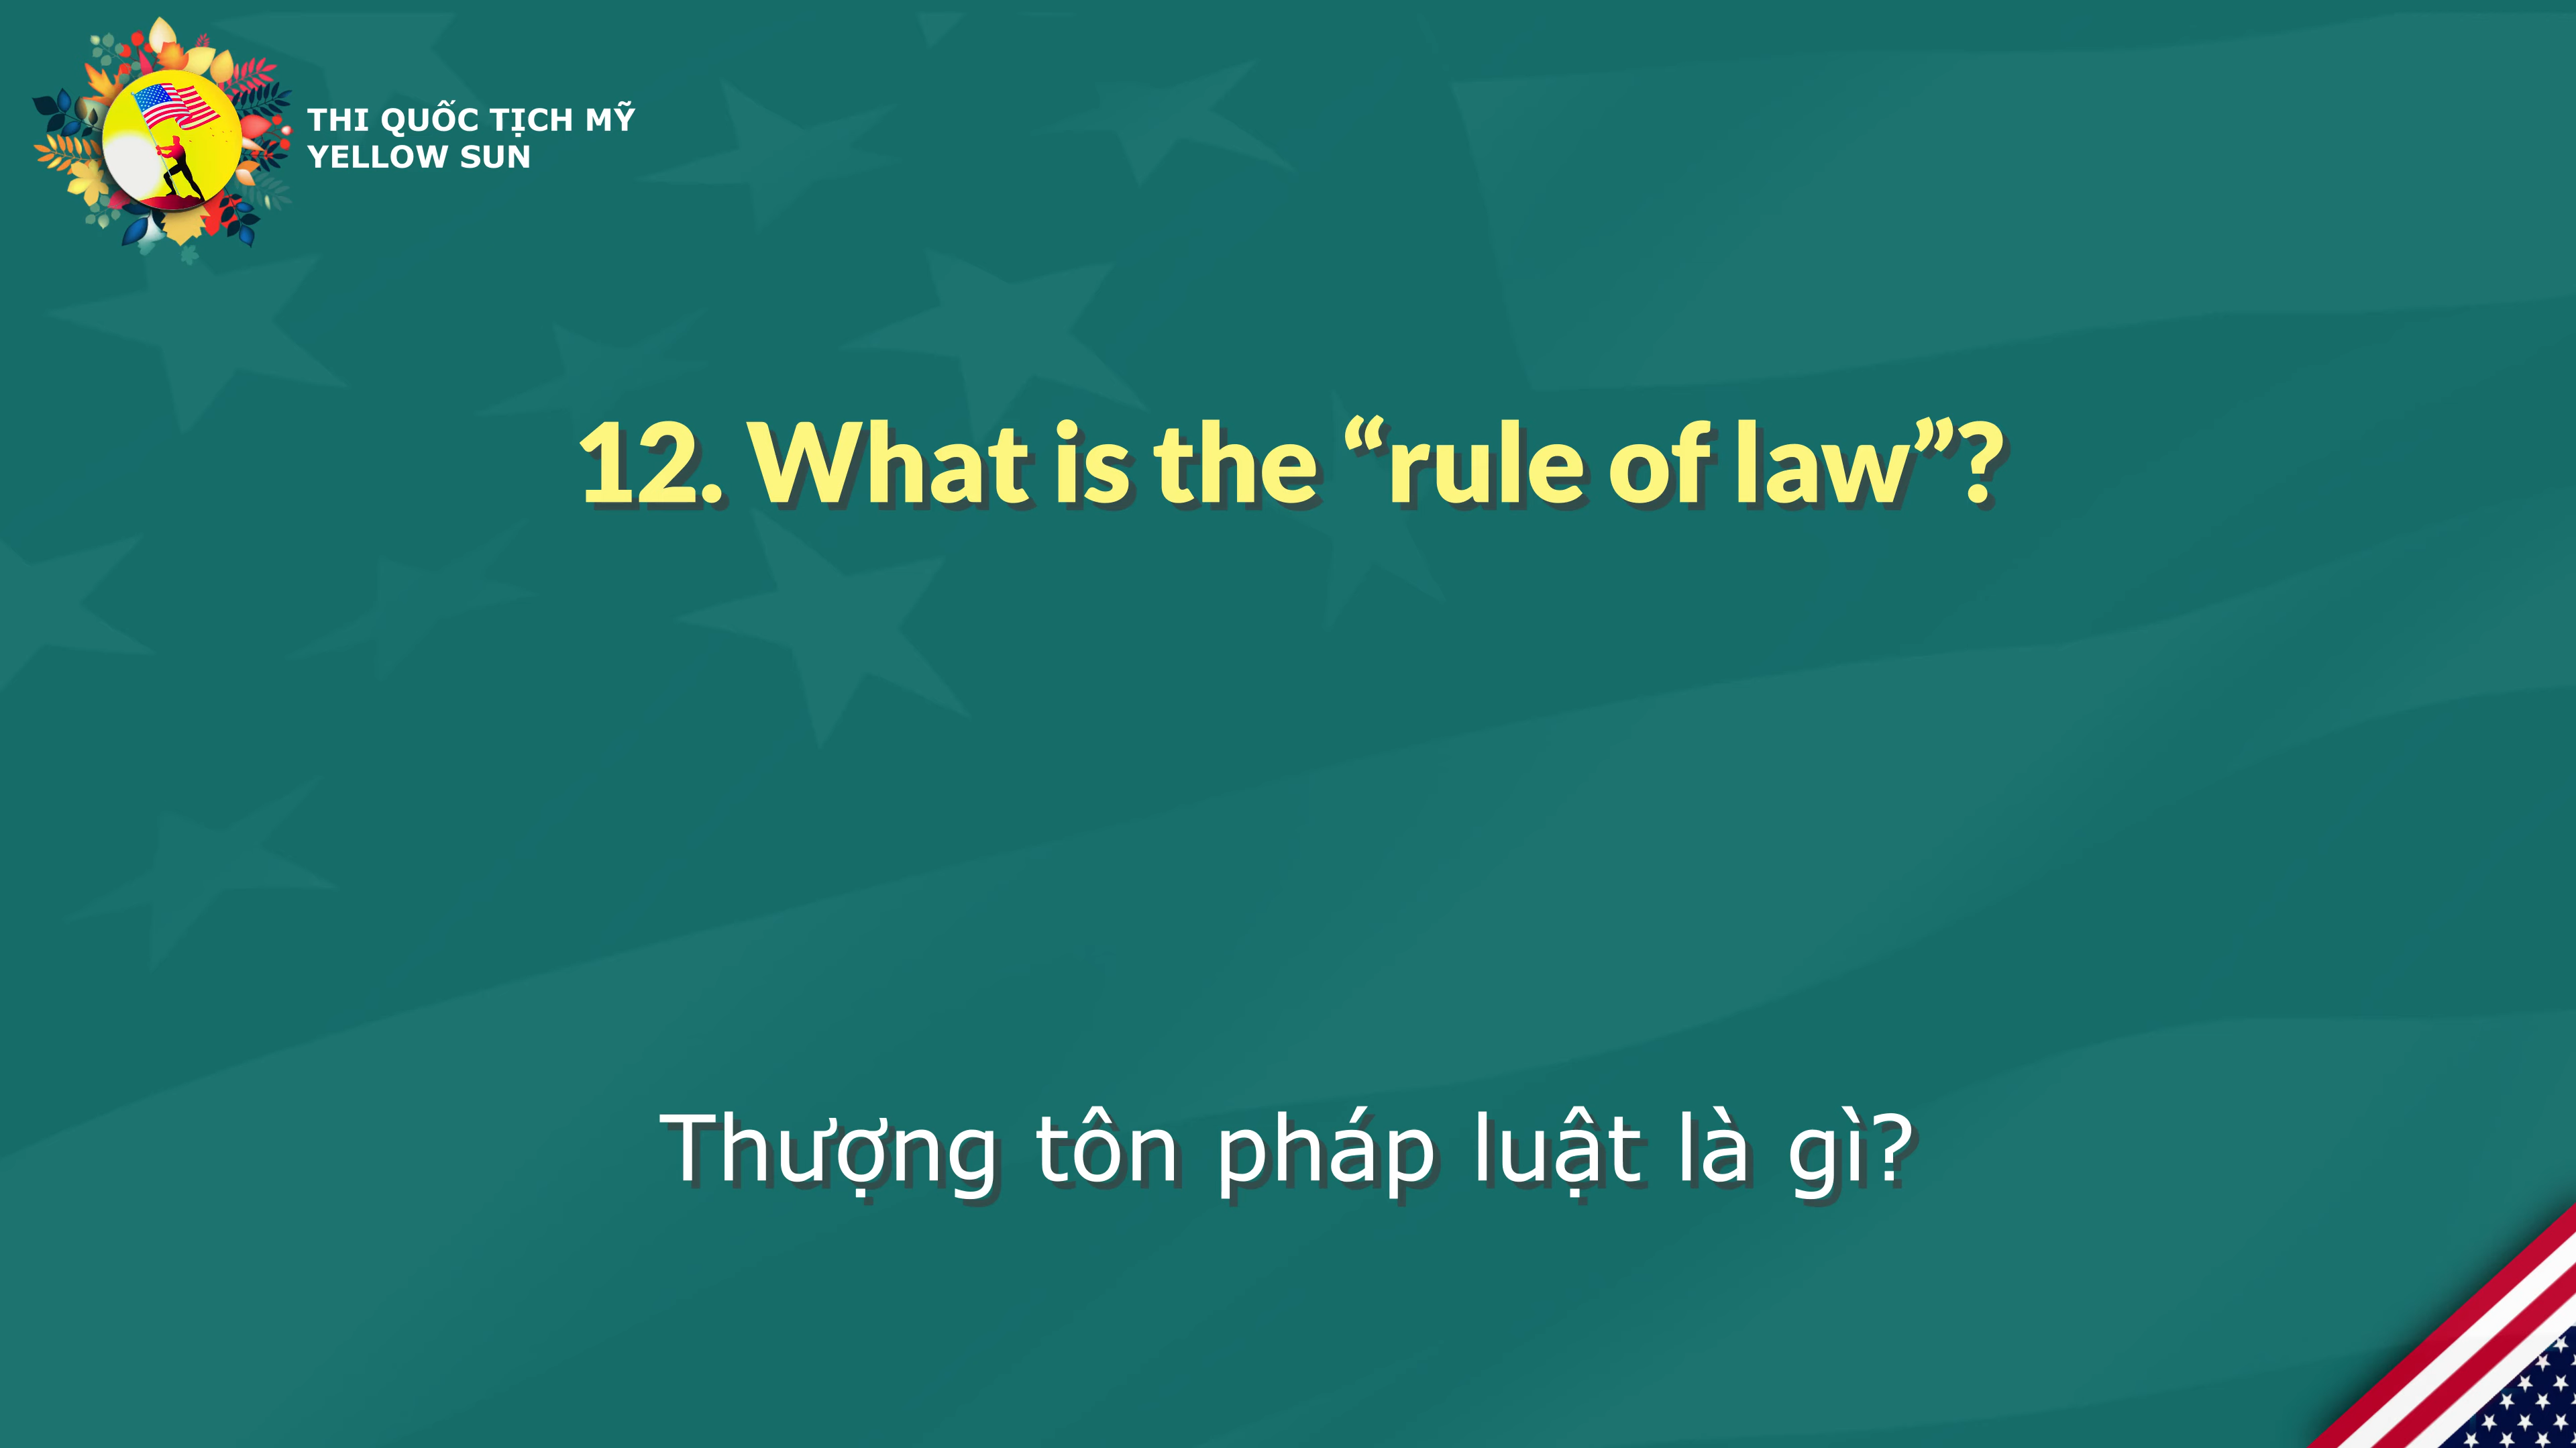 THI QUỐC TỊCH MỸ
YELLOW SUN
12. What is the “rule of law”?
Thượng tôn pháp luật là gì?